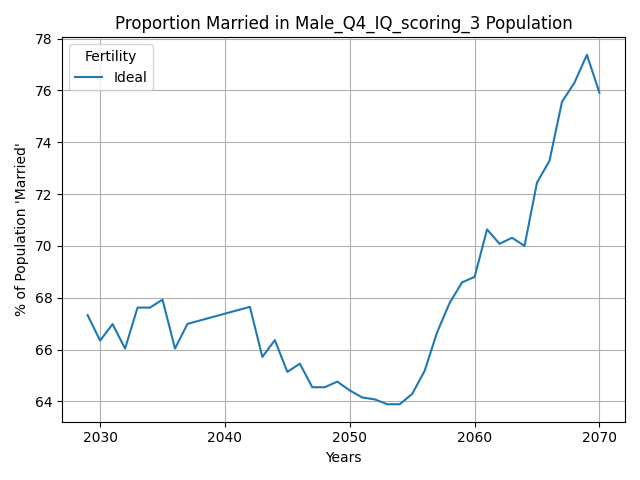 Proportion Married in Male_Q4_IQ_scoring_3 Population
Fertility
Ideal
% of Population 'Married'
78
76
74
72
70
68
66
64
2030
2040
2050
2060
2070
Years